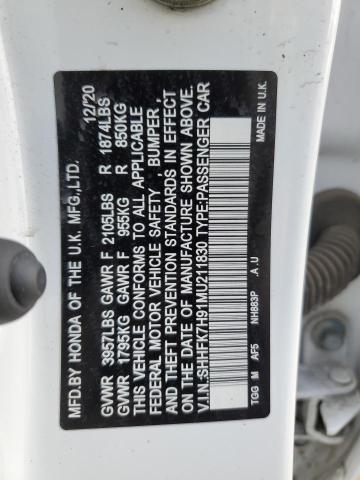 MFD.BY HONDA OF THE U.K. MFG.,LTD. 12/20
GVWR 3957LBS GAWR F 2105LBS R 1874LBS
GVWR 1795KG GAWR F 955KG R 850KG
THIS VEHICLE CONFORMS TO ALL APPLICABLE
FEDERAL MOTOR VEHICLE SAFETY , BUMPER ,
AND THEFT PREVENTION STANDARDS IN EFFECT
ON THE DATE OF MANUFACTURE SHOWN ABOVE.
V.I.N.:SHHFK7H91MU211830 TYPE:PASSENGER CAR
TGG M AF5 NH883P .A .U MADE IN U.K.